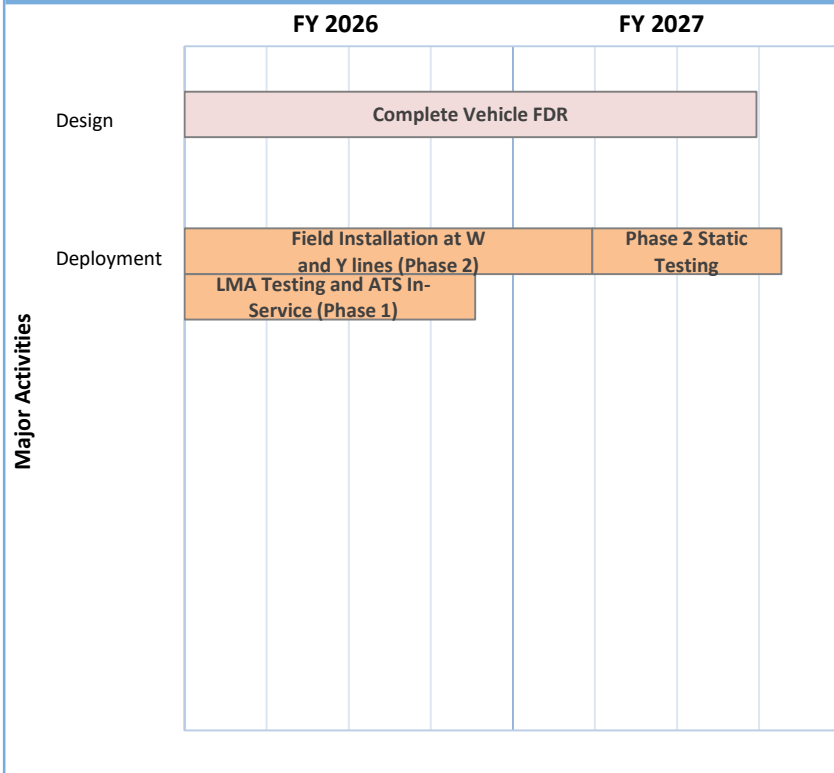 FY 2026
FY 2027
Design
Complete Vehicle FDR
Deployment
Field Installation at W
and Y lines (Phase 2)
Phase 2 Static
Testing
LMA Testing and ATS In-
Service (Phase 1)
Major Activities